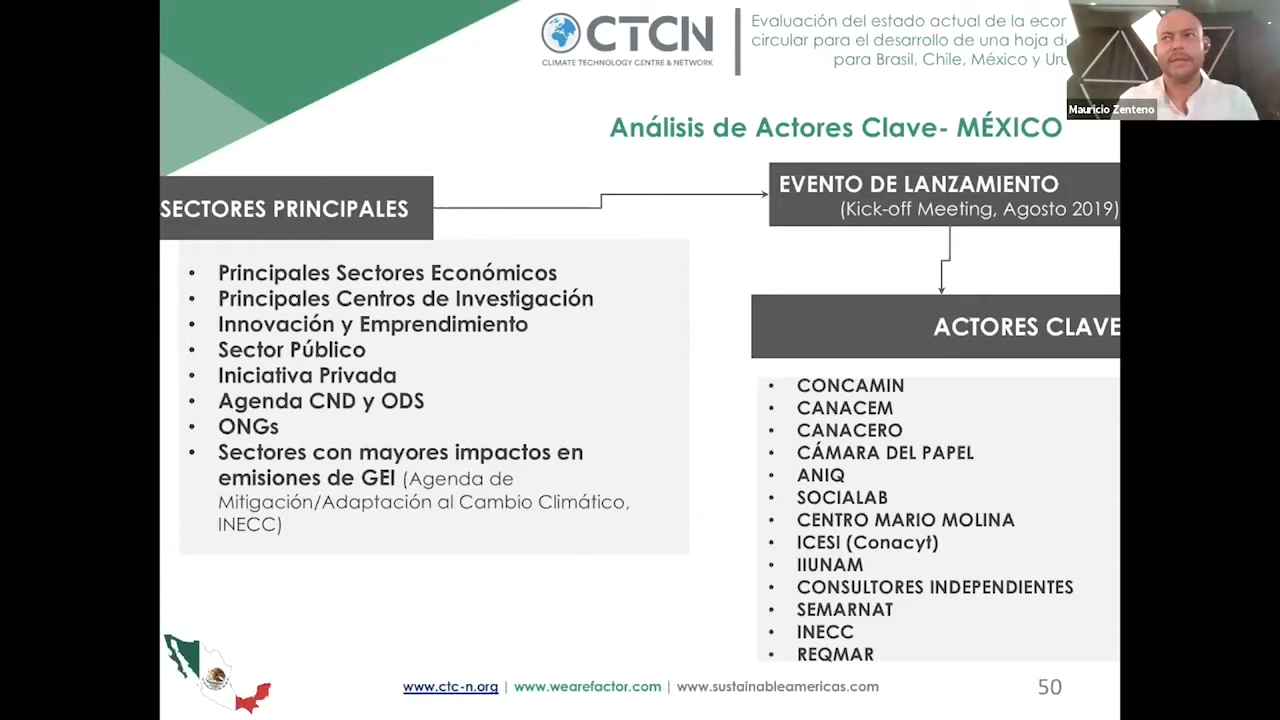 CTCN
CLIMATE TECHNOLOGY CENTRE & NETWORK
Evaluación del estado actual de la
circular para el desarrollo de una hoja
para Brasil, Chile, México y
Mauricio Zenteno
Análisis de Actores Clave- MÉXICO
SECTORES PRINCIPALES
EVENTO DE LANZAMIENTO
(Kick-off Meeting, Agosto 2019)
• Principales Sectores Económicos
• Principales Centros de Investigación
• Innovación y Emprendimiento
• Sector Público
• Iniciativa Privada
• Agenda CND y ODS
• ONGs
• Sectores con mayores impactos en
emisiones de GEI (Agenda de
Mitigación/Adaptación al Cambio Climático,
INECC)
ACTORES CLAVE
• CONCAMIN
• CANACEM
• CANACERO
• CÁMARA DEL PAPEL
• ANIQ
• SOCIALAB
• CENTRO MARIO MOLINA
• ICESI (Conacyt)
• IIUNAM
• CONSULTORES INDEPENDIENTES
• SEMARNAT
• INECC
• REQMAR
www.ctc-n.org | www.wearefactor.com | www.sustainableamericas.com
50